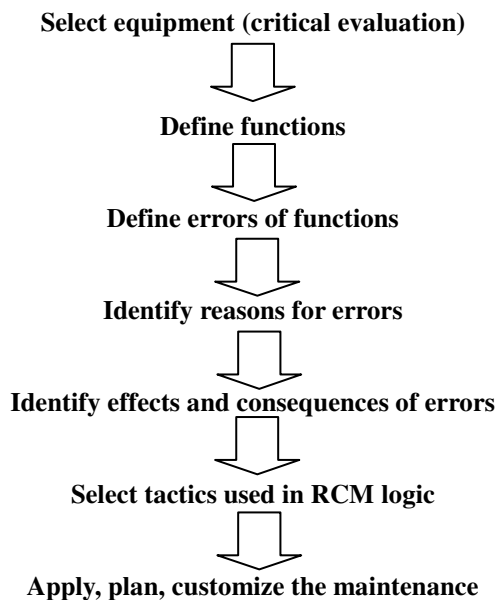 Select equipment (critical evaluation)
Define functions
Define errors of functions
Identify reasons for errors
Identify effects and consequences of errors
Select tactics used in RCM logic
Apply, plan, customize the maintenance